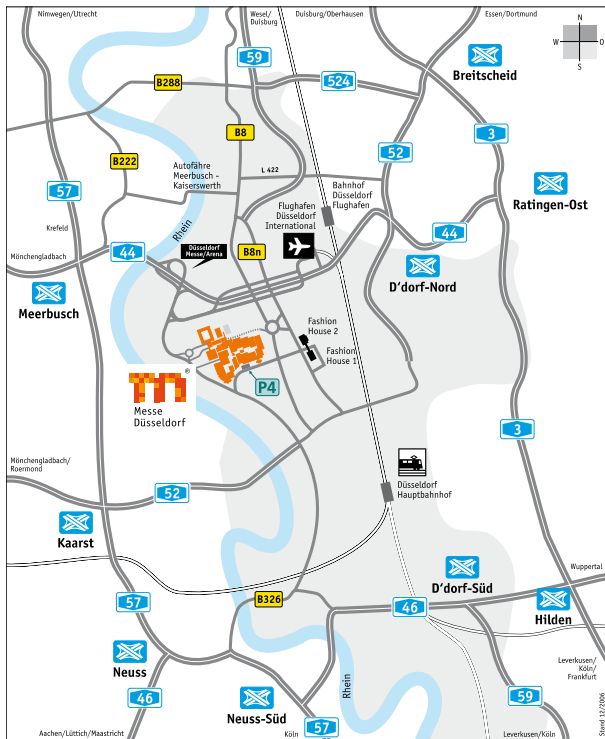 Nimwegen/Utrecht
Wesel/
Duisburg
Duisburg/Oberhausen
Essen/Dortmund
N
W
O
S
59
Breitscheid
B288
524
B8
3
B222
52
L 422
Autofähre
Meerbusch -
Kaiserswerth
Bahnhof
Düsseldorf
Flughafen
57
Ratingen-Ost
Flughafen
Düsseldorf
International
Krefeld
Rhein
44
44
Düsseldorf
Messe/Arena
B8n
Mönchengladbach
D'dorf-Nord
Meerbusch
Fashion
House 2
Fashion
House 1
P4
®
Messe
Düsseldorf
3
Mönchengladbach/
Roermond
Düsseldorf
Hauptbahnhof
52
Kaarst
Wuppertal
D'dorf-Süd
57
B326
46
Hilden
Neuss
Leverkusen/
Köln/
Frankfurt
Rhein
46
59
Neuss-Süd
57
Aachen/Lüttich/Maastricht
Köln
Leverkusen/Köln
Stand 12/2006